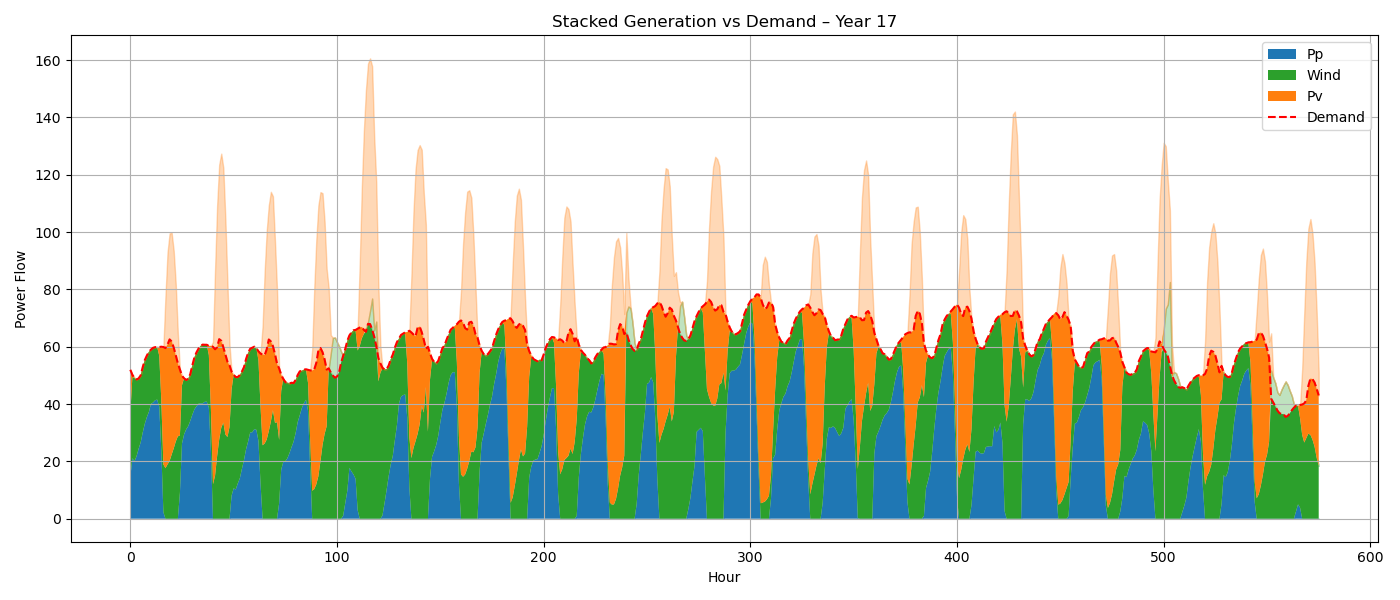 Stacked Generation vs Demand – Year 17
Power Flow
160
140
120
100
80
60
40
20
0
0 100 200 300 400 500 600
Hour
Pp
Wind
Pv
Demand